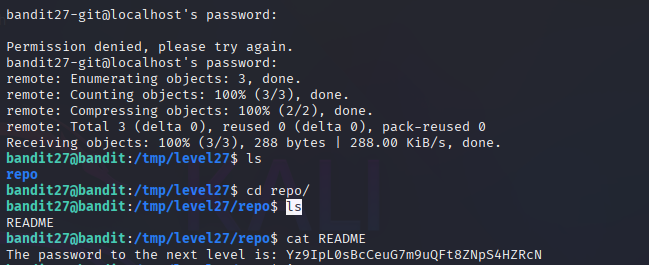 bandit27-git@localhost's password:
Permission denied, please try again.
bandit27-git@localhost's password:
remote: Enumerating objects: 3, done.
remote: Counting objects: 100% (3/3), done.
remote: Compressing objects: 100% (2/2), done.
remote: Total 3 (delta 0), reused 0 (delta 0), pack-reused 0
Receiving objects: 100% (3/3), 288 bytes | 288.00 KiB/s, done.
bandit27@bandit:/tmp/level27$ ls
repo
bandit27@bandit:/tmp/level27$ cd repo/
bandit27@bandit:/tmp/level27/repo$ ls
README
bandit27@bandit:/tmp/level27/repo$ cat README
The password to the next level is: Yz9IpL0sBcCeuG7m9uQFt8ZNpS4HZRcN